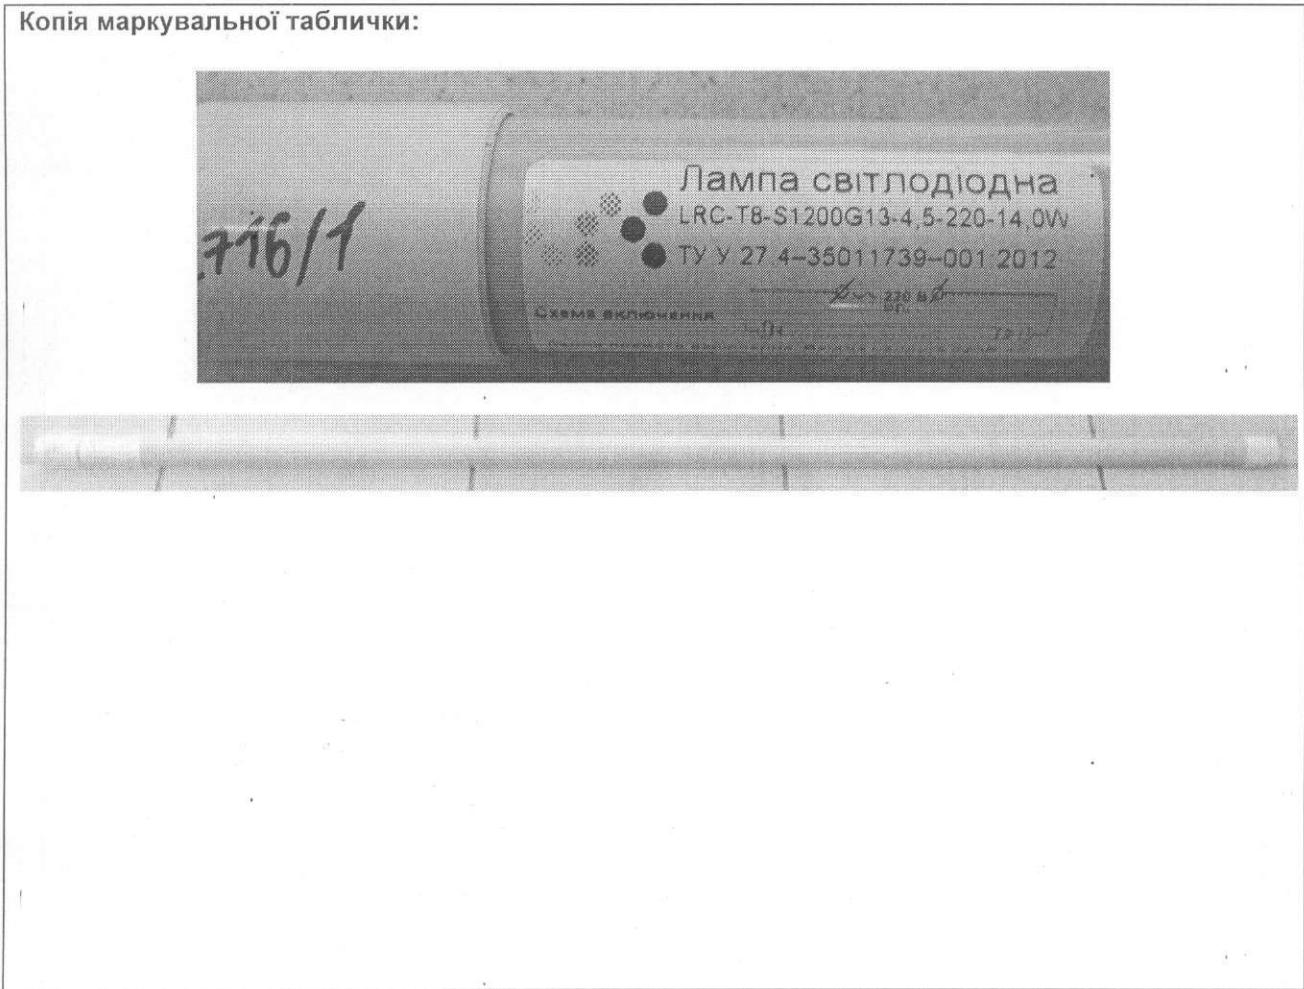 Копія маркувальної таблички:
Лампа світлодіодна
LRC-T8-S1200G13-4,5-220-14,0W
.716/1
ТУ У 27.4–35011739–001:2012
220 В
Схема включення